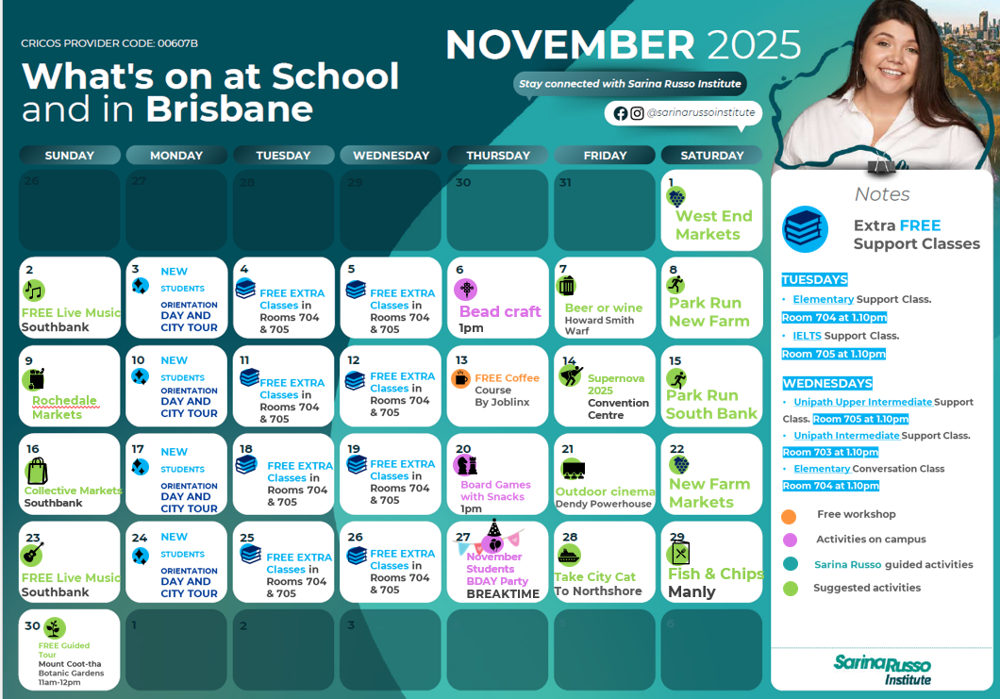 CRICOS PROVIDER CODE: 00607B
What's on at School
and in Brisbane
NOVEMBER 2025
Stay connected with Sarina Russo Institute
@sarinarussoinstitute
SUNDAY MONDAY TUESDAY WEDNESDAY THURSDAY FRIDAY SATURDAY
26 27 28 29 30 31
1
West End
Markets
2
FREE Live Music
Southbank
3
NEW
STUDENTS
ORIENTATION
DAY AND
CITY TOUR
4
FREE EXTRA
Classes in
Rooms 704
& 705
5
FREE EXTRA
Classes in
Rooms 704
& 705
6
Bead craft
1pm
7
Beer or wine
Howard Smith
Warf
8
Park Run
New Farm
9
Rochedale
Markets
10
NEW
STUDENTS
ORIENTATION
DAY AND
CITY TOUR
11
FREE EXTRA
Classes in
Rooms 704
& 705
12
FREE EXTRA
Classes in
Rooms 704
& 705
13
FREE Coffee
Course
By Joblinx
14
Supernova
2025
Convention
Centre
15
Park Run
South Bank
16
Collective Markets
Southbank
17
NEW
STUDENTS
ORIENTATION
DAY AND
CITY TOUR
18
FREE EXTRA
Classes in
Rooms 704
& 705
19
FREE EXTRA
Classes in
Rooms 704
& 705
20
Board Games
with Snacks
1pm
21
Outdoor cinema
Dendy Powerhouse
22
New Farm
Markets
23
FREE Live Music
Southbank
24
NEW
STUDENTS
ORIENTATION
DAY AND
CITY TOUR
25
FREE EXTRA
Classes in
Rooms 704
& 705
26
FREE EXTRA
Classes in
Rooms 704
& 705
27
November
Students
BDAY Party
BREAKTIME
28
Take City Cat
To Northshore
29
Fish & Chips
Manly
30
FREE Guided
Tour
Mount Coot-tha
Botanic Gardens
11am-12pm
1 2 3 5 6
Notes
Extra FREE
Support Classes
TUESDAYS
• Elementary Support Class.
Room 704 at 1.10pm
• IELTS Support Class.
Room 705 at 1.10pm
WEDNESDAYS
• Unipath Upper Intermediate Support
Class. Room 705 at 1.10pm
• Unipath Intermediate Support Class.
Room 703 at 1.10pm
• Elementary Conversation Class
Room 704 at 1.10pm
Free workshop
Activities on campus
Sarina Russo guided activities
Suggested activities
Sarina Russo
Institute